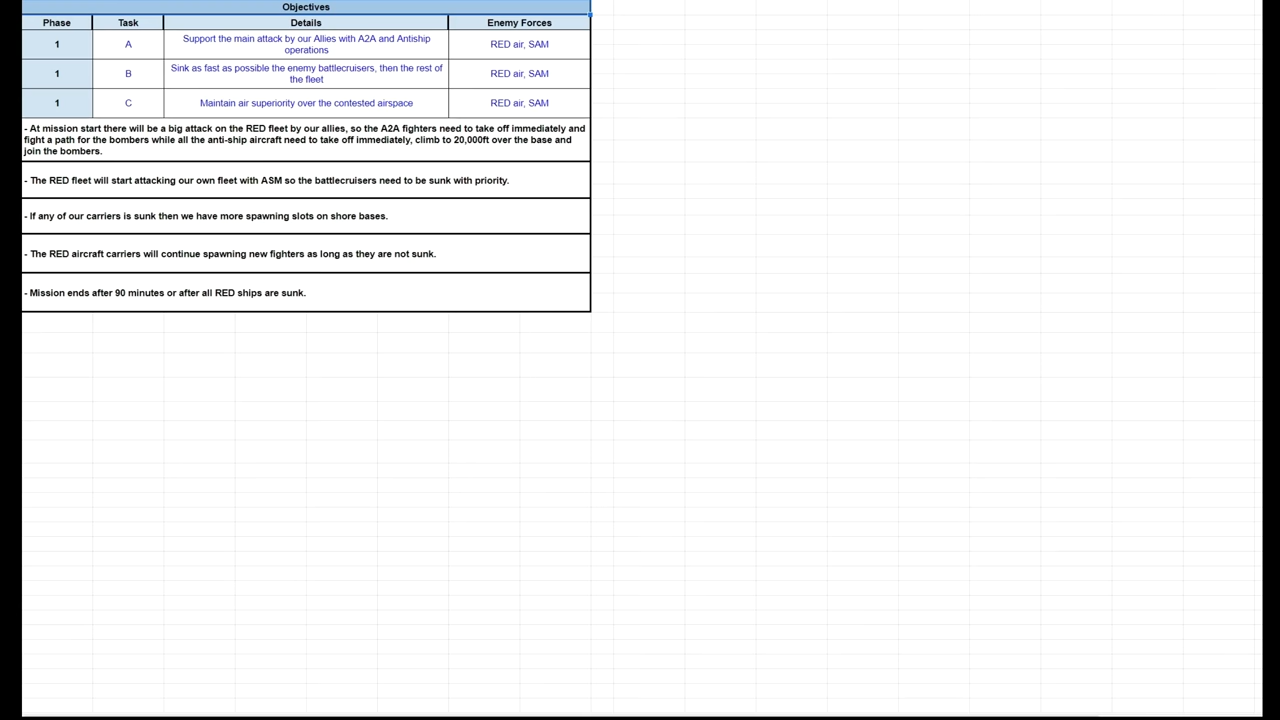 Objectives
Phase Task Details Enemy Forces
1 A Support the main attack by our Allies with A2A and Antiship operations RED air, SAM
1 B Sink as fast as possible the enemy battlecruisers, then the rest of the fleet RED air, SAM
1 C Maintain air superiority over the contested airspace RED air, SAM
- At mission start there will be a big attack on the RED fleet by our allies, so the A2A fighters need to take off immediately and
fight a path for the bombers while all the anti-ship aircraft need to take off immediately, climb to 20,000ft over the base and
join the bombers.
- The RED fleet will start attacking our own fleet with ASM so the battlecruisers need to be sunk with priority.
- If any of our carriers is sunk then we have more spawning slots on shore bases.
- The RED aircraft carriers will continue spawning new fighters as long as they are not sunk.
- Mission ends after 90 minutes or after all RED ships are sunk.